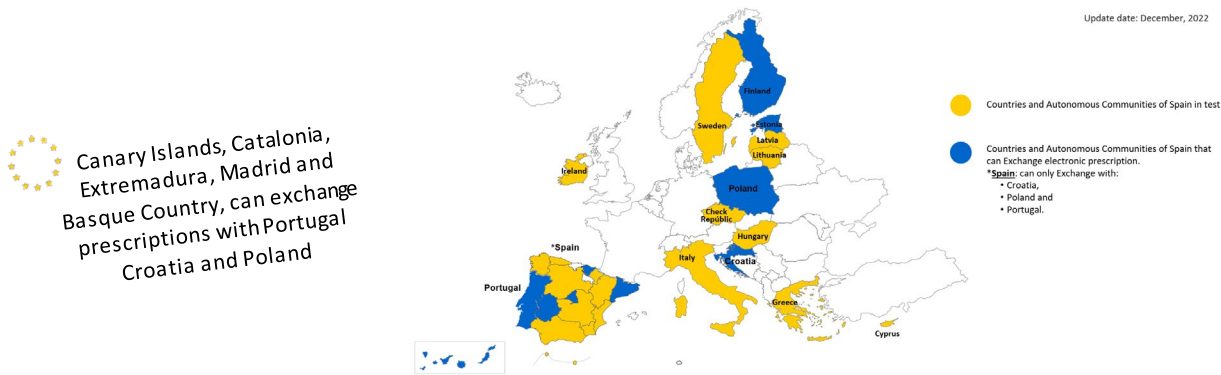 Update date: December, 2022
Canary Islands, Catalonia,
Extremadura, Madrid and
Basque Country, can exchange
prescriptions with Portugal
Croatia and Poland
Finland
Sweden
Estonia
Latvia
Lithuania
Ireland
Poland
Check
Républic
Hungary
*Spain
Italy
Croatia
Portugal
Greece
Cyprus
Countries and Autonomous Communities of Spain in test
Countries and Autonomous Communities of Spain that
can Exchange electronic prescription.
*Spain: can only Exchange with:
• Croatia,
• Poland and
• Portugal.